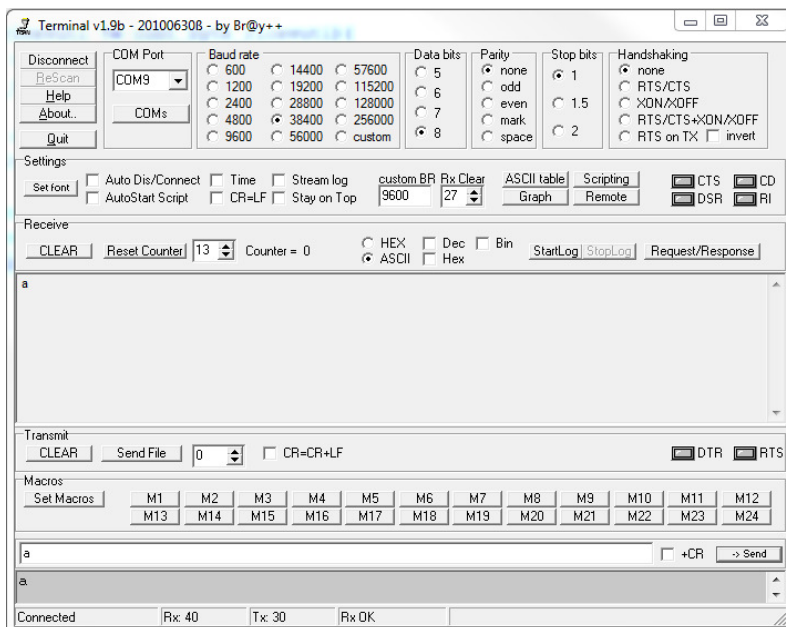 Terminal v1.9b - 20100630ß - by Br@y++
Disconnect
ReScan
Help
About..
Quit
COM Port
COM9
COMs
Baud rate
600 14400 57600
1200 19200 115200
2400 28800 128000
4800 38400 256000
9600 56000 custom
Data bits
5
6
7
8
Parity
none
odd
even
mark
space
Stop bits
1
1.5
2
Handshaking
none
RTS/CTS
XON/XOFF
RTS/CTS+XON/XOFF
RTS on TX invert
Settings
Set font
Auto Dis/Connect Time Stream log
AutoStart Script CR=LF Stay on Top
custom BR Rx Clear
9600 27
ASCII table Scripting
Graph Remote
CTS CD
DSR RI
Receive
CLEAR Reset Counter 13 Counter = 0
HEX Dec Bin
ASCII Hex
StartLog StopLog Request/Response
a
Transmit
CLEAR Send File 0 CR=CR+LF DTR RTS
Macros
Set Macros M1 M2 M3 M4 M5 M6 M7 M8 M9 M10 M11 M12
M13 M14 M15 M16 M17 M18 M19 M20 M21 M22 M23 M24
a +CR -> Send
a
Connected Rx: 40 Tx: 30 Rx OK